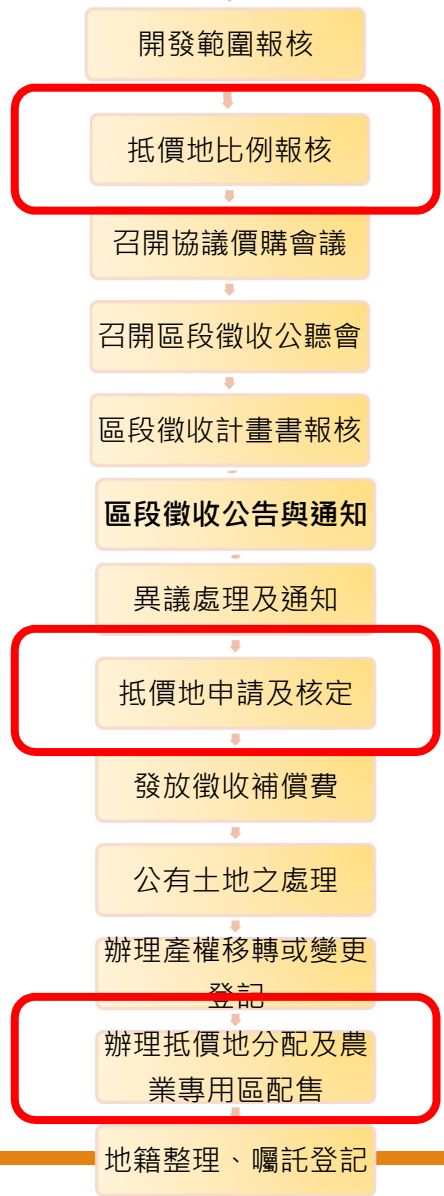 開發範圍報核
抵價地比例報核
召開協議價購會議
召開區段徵收公聽會
區段徵收計畫書報核
區段徵收公告與通知
異議處理及通知
抵價地申請及核定
發放徵收補償費
公有土地之處理
辦理產權移轉或變更
登記
辦理抵價地分配及農
業專用區配售
地籍整理、囑託登記